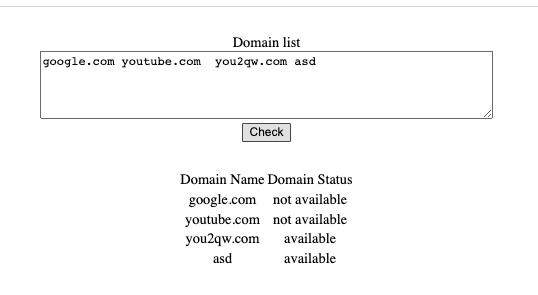 Domain list
google.com youtube.com  you2qw.com asd
Check
Domain Name Domain Status
google.com not available
youtube.com not available
you2qw.com available
asd available